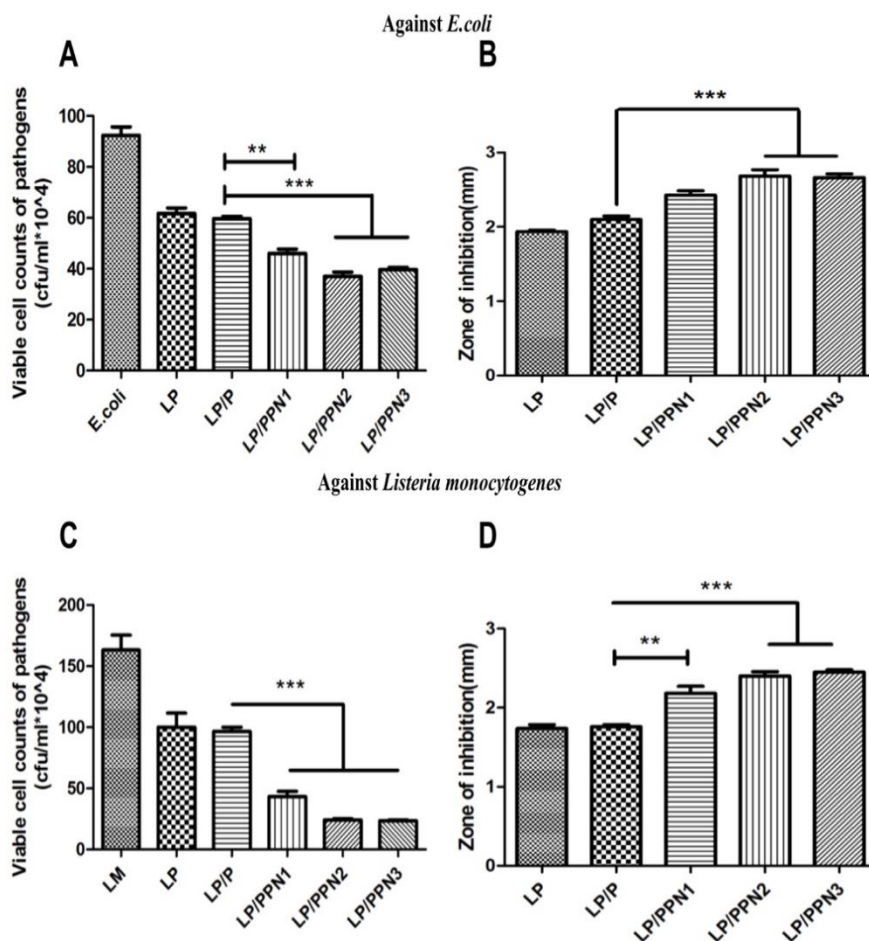 Against E.coli
A
Viable cell counts of pathogens
(cfu/ml*10^4)
100
80
60
40
20
0
**
***
E.coli
LP
LP/P
LP/PPN1
LP/PPN2
LP/PPN3
B
Zone of inhibition(mm)
3
2
1
0
***
LP
LP/P
LP/PPN1
LP/PPN2
LP/PPN3
Against Listeria monocytogenes
C
Viable cell counts of pathogens
(cfu/ml*10^4)
200
150
100
50
0
***
LM
LP
LP/P
LP/PPN1
LP/PPN2
LP/PPN3
D
Zone of inhibition(mm)
3
2
1
0
***
**
LP
LP/P
LP/PPN1
LP/PPN2
LP/PPN3